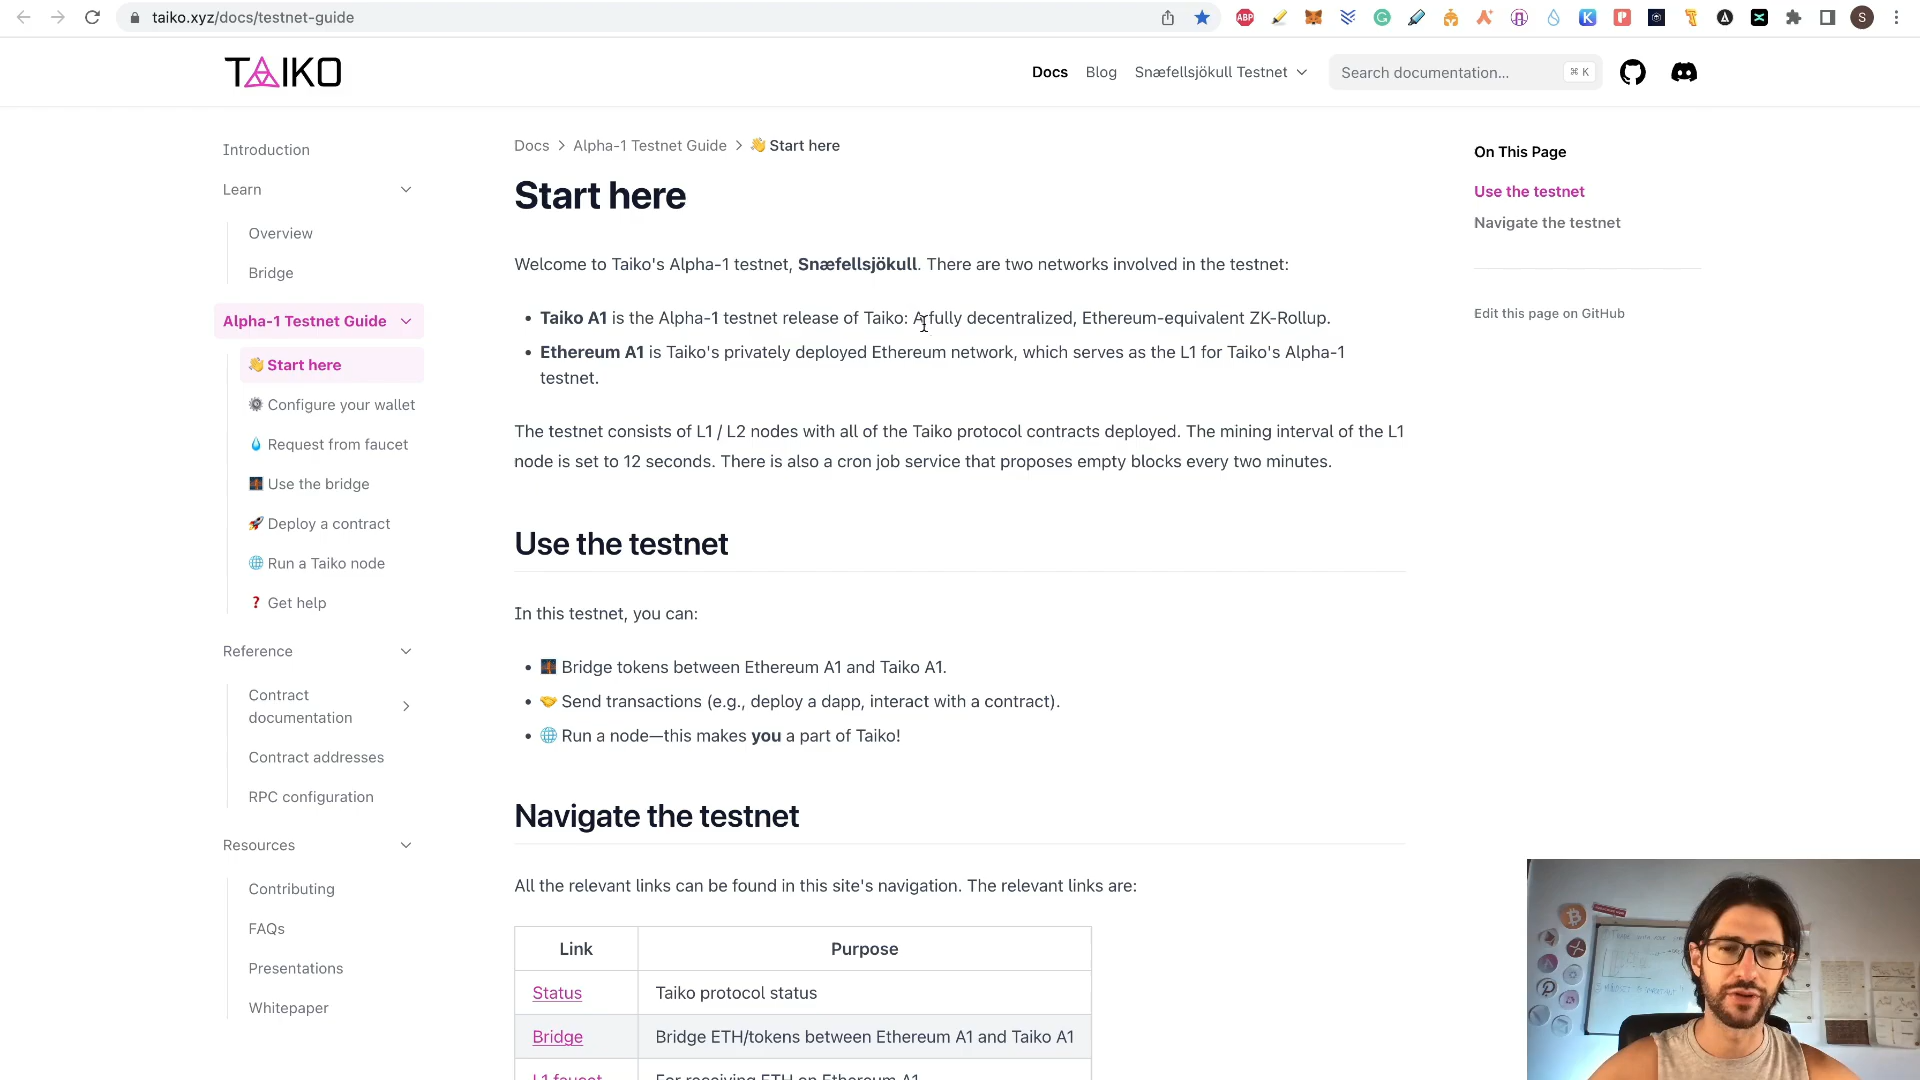 taiko.xyz/docs/testnet-guide
ABP
S
TAIKO
Docs
Blog
Snæfellsjökull Testnet
Search documentation...
⌘ K
Introduction
Learn
Overview
Bridge
Alpha-1 Testnet Guide
👋 Start here
⚙️ Configure your wallet
💧 Request from faucet
🌉 Use the bridge
🚀 Deploy a contract
🌐 Run a Taiko node
❓ Get help
Reference
Contract
documentation
Contract addresses
RPC configuration
Resources
Contributing
FAQs
Presentations
Whitepaper
Docs > Alpha-1 Testnet Guide > 👋 Start here
Start here
Welcome to Taiko's Alpha-1 testnet, Snæfellsjökull. There are two networks involved in the testnet:
• Taiko A1 is the Alpha-1 testnet release of Taiko: A fully decentralized, Ethereum-equivalent ZK-Rollup.
• Ethereum A1 is Taiko's privately deployed Ethereum network, which serves as the L1 for Taiko's Alpha-1
testnet.
The testnet consists of L1 / L2 nodes with all of the Taiko protocol contracts deployed. The mining interval of the L1
node is set to 12 seconds. There is also a cron job service that proposes empty blocks every two minutes.
Use the testnet
In this testnet, you can:
• 🌉 Bridge tokens between Ethereum A1 and Taiko A1.
• 🤝 Send transactions (e.g., deploy a dapp, interact with a contract).
• 🌐 Run a node—this makes you a part of Taiko!
Navigate the testnet
All the relevant links can be found in this site's navigation. The relevant links are:
Link Purpose
Status Taiko protocol status
Bridge Bridge ETH/tokens between Ethereum A1 and Taiko A1
L1 faucet For receiving ETH on Ethereum A1
On This Page
Use the testnet
Navigate the testnet
Edit this page on GitHub